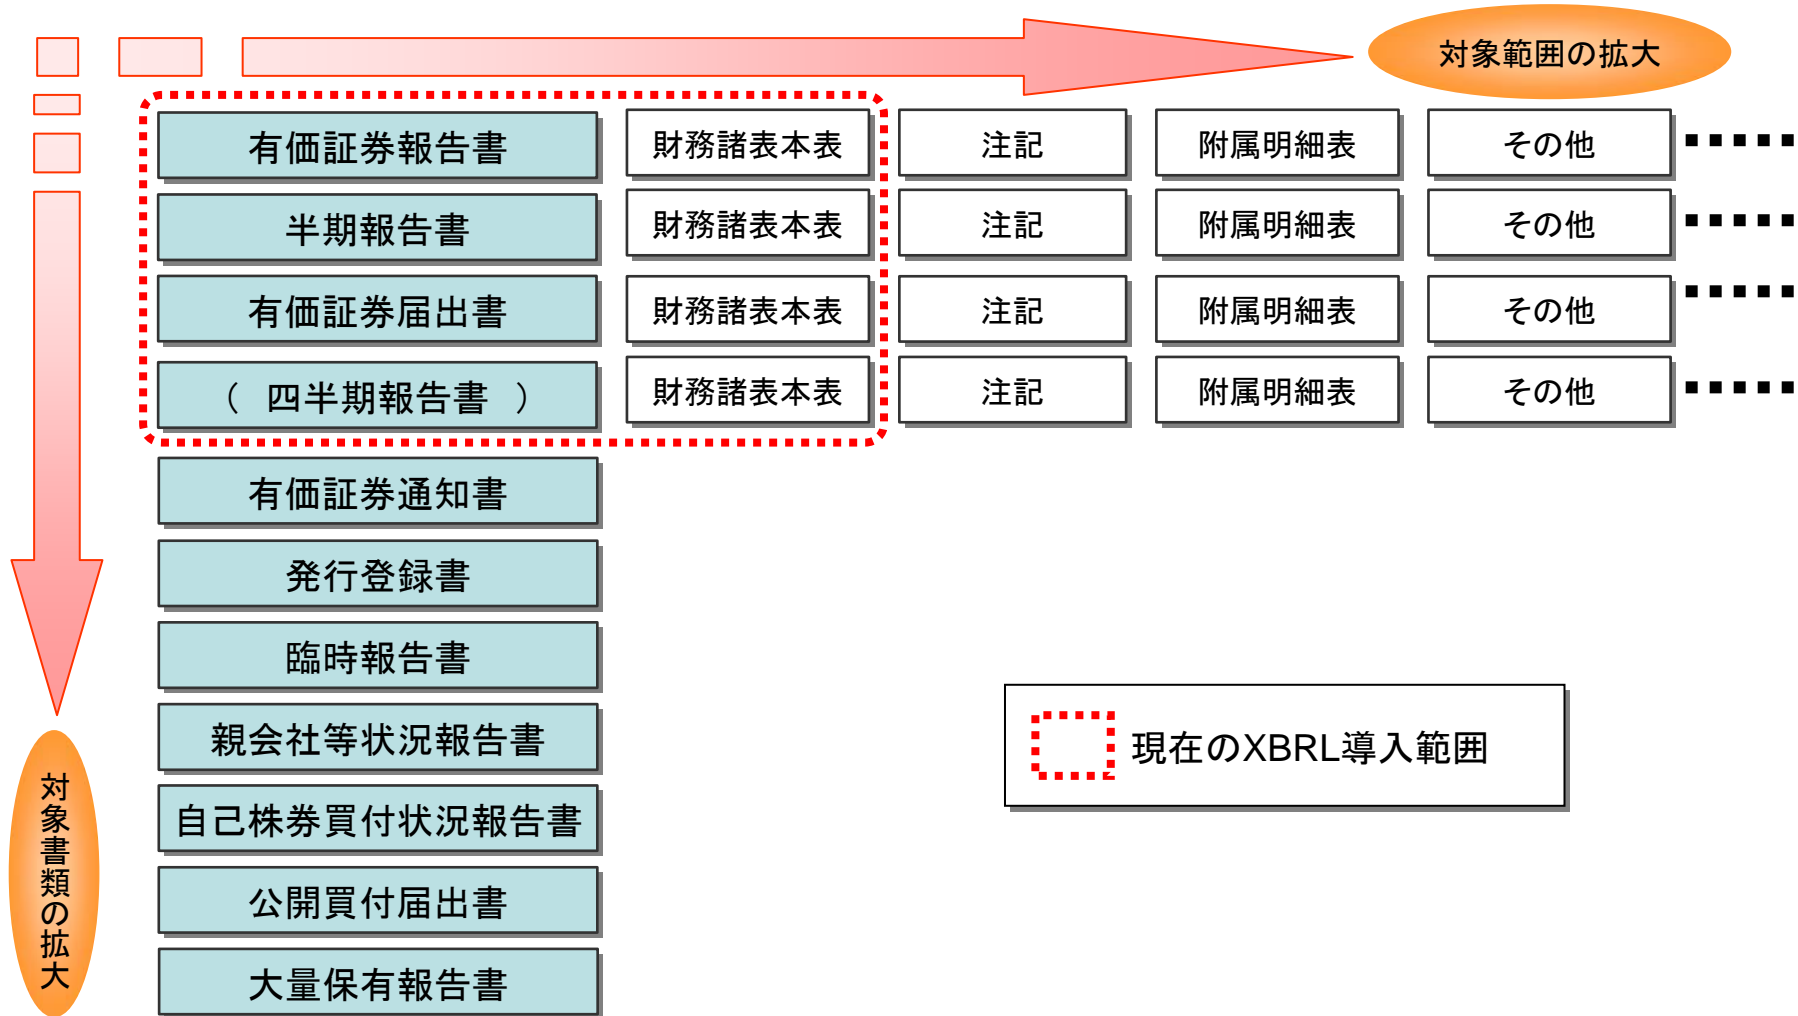 対象範囲の拡大
有価証券報告書 財務諸表本表 注記 附属明細表 その他
半期報告書 財務諸表本表 注記 附属明細表 その他
有価証券届出書 財務諸表本表 注記 附属明細表 その他
( 四半期報告書 ) 財務諸表本表 注記 附属明細表 その他
有価証券通知書
発行登録書
臨時報告書
親会社等状況報告書
自己株券買付状況報告書
公開買付届出書
大量保有報告書
対象書類の拡大
現在のXBRL導入範囲